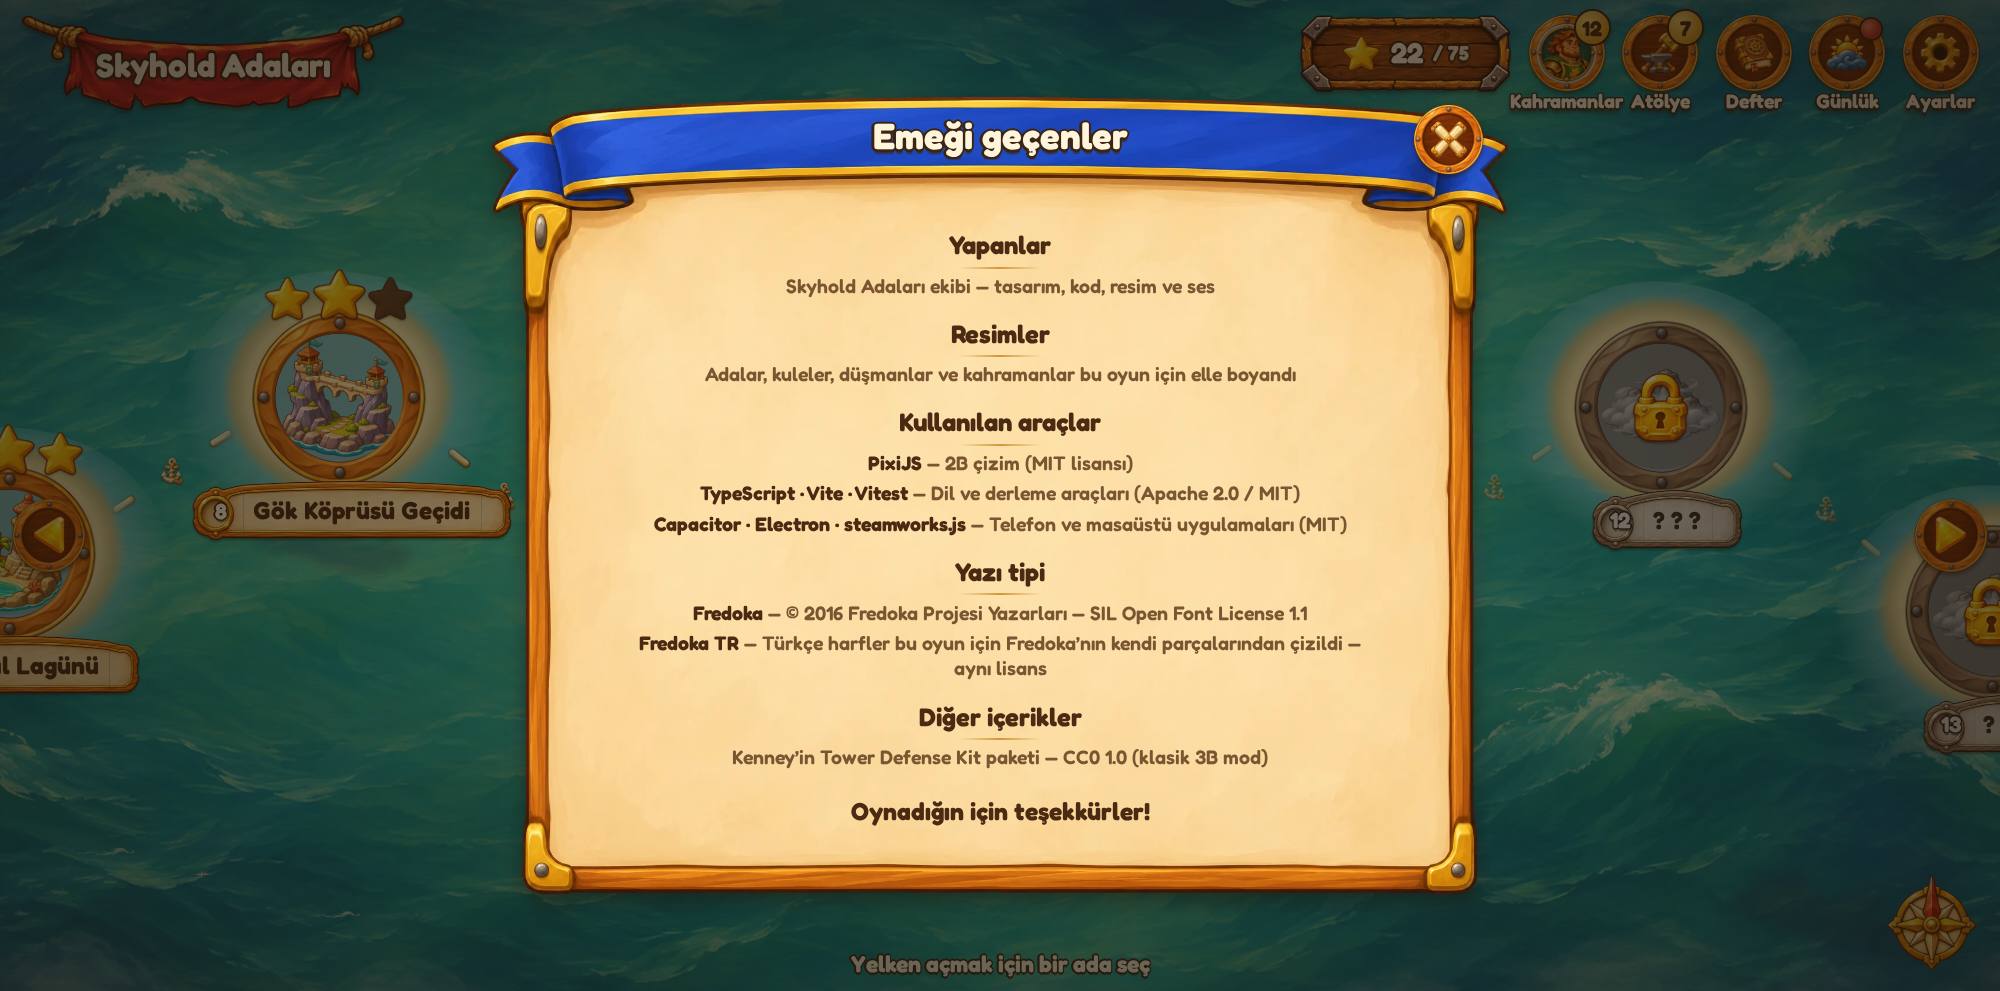 Skyhold Adaları
22 / 75
12
7
Kahramanlar
Atölye
Defter
Günlük
Ayarlar
Emeği geçenler
Yapanlar
Skyhold Adaları ekibi – tasarım, kod, resim ve ses
Resimler
Adalar, kuleler, düşmanlar ve kahramanlar bu oyun için elle boyandı
Kullanılan araçlar
PixiJS – 2B çizim (MIT lisansı)
TypeScript · Vite · Vitest – Dil ve derleme araçları (Apache 2.0 / MIT)
Capacitor · Electron · steamworks.js – Telefon ve masaüstü uygulamaları (MIT)
Yazı tipi
Fredoka – © 2016 Fredoka Projesi Yazarları – SIL Open Font License 1.1
Fredoka TR – Türkçe harfler bu oyun için Fredoka’nın kendi parçalarından çizildi –
aynı lisans
Diğer içerikler
Kenney’in Tower Defense Kit paketi – CC0 1.0 (klasik 3B mod)
Oynadığın için teşekkürler!
8 Gök Köprüsü Geçidi
Lagünü
12 ? ? ?
13 ?
Yelken açmak için bir ada seç